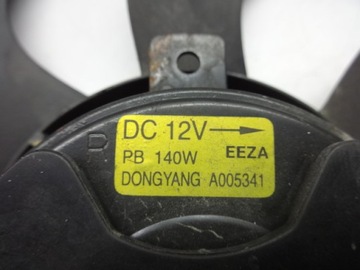 DC 12V→
PB 140W EEZA
DONGYANG A005341
D